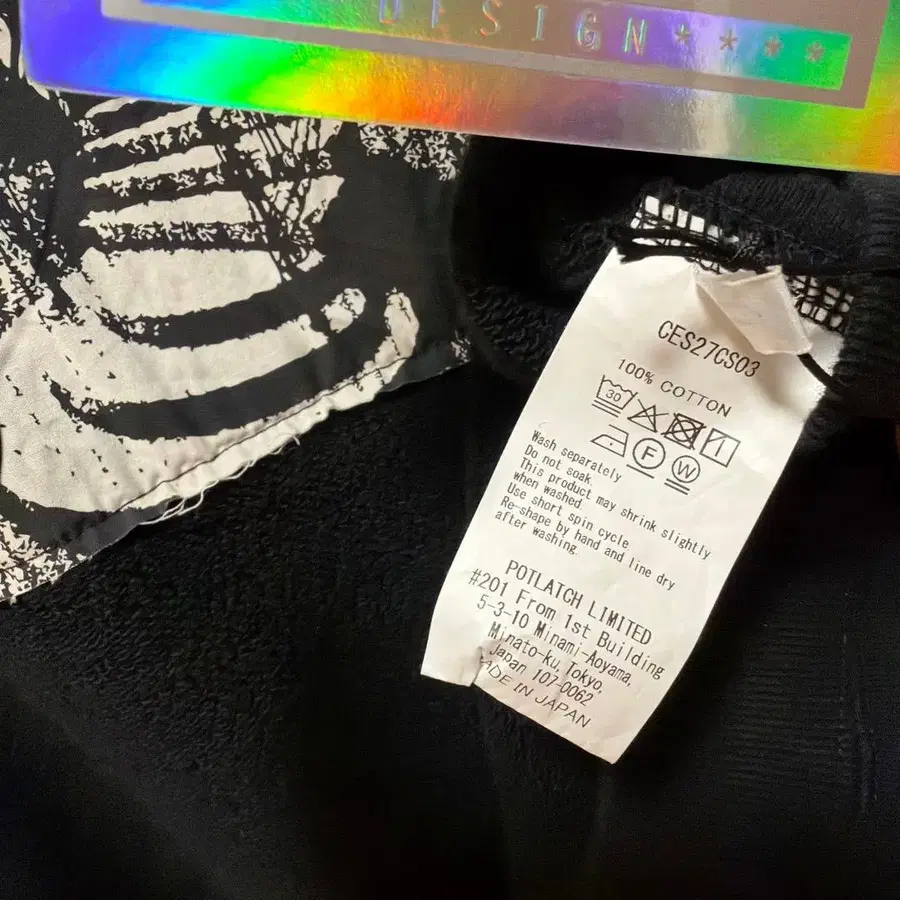 DESIGN****
CES27CS03
100% COTTON
30
F W
Wash separately
Do not soak
This product may shrink slightly
when washed.
Use short spin cycle.
Re-shape by hand and line dry
after washing.
POTLATCH LIMITED
#201 From 1st Building
5-3-10 Minami-Aoyama,
Minato-ku, Tokyo,
Japan 107-0062
MADE IN JAPAN